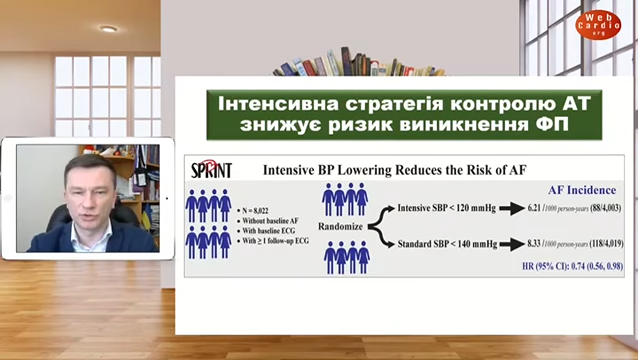 Web
Cardio
org
Інтенсивна стратегія контролю АТ
знижує ризик виникнення ФП
SPRINT
Intensive BP Lowering Reduces the Risk of AF
AF Incidence
• N = 8,022
• Without baseline AF
• With baseline ECG
• With ≥ 1 follow-up ECG
Randomize
Intensive SBP < 120 mmHg
6.21 /1000 person-years (88/4,003)
Standard SBP < 140 mmHg
8.33 /1000 person-years (118/4,019)
HR (95% CI): 0.74 (0.56, 0.98)